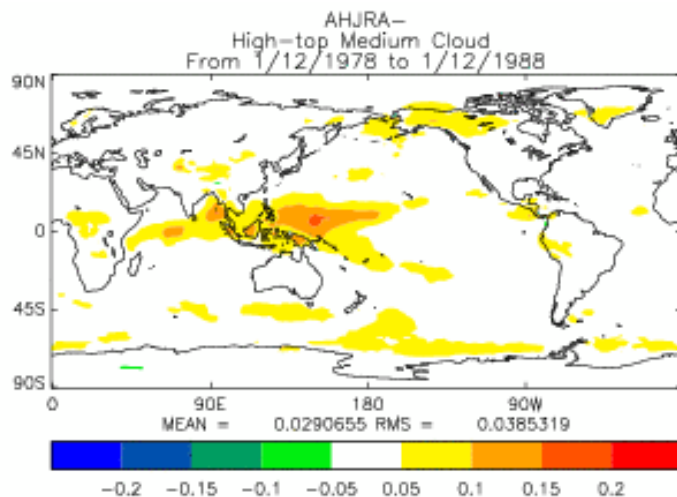 AHJRA-
High-top Medium Cloud
From 1/12/1978 to 1/12/1988
90N
45N
0
45S
90S
0 90E 180 90W
MEAN = 0.0290655 RMS = 0.0385319
-0.2 -0.15 -0.1 -0.05 0.05 0.1 0.15 0.2